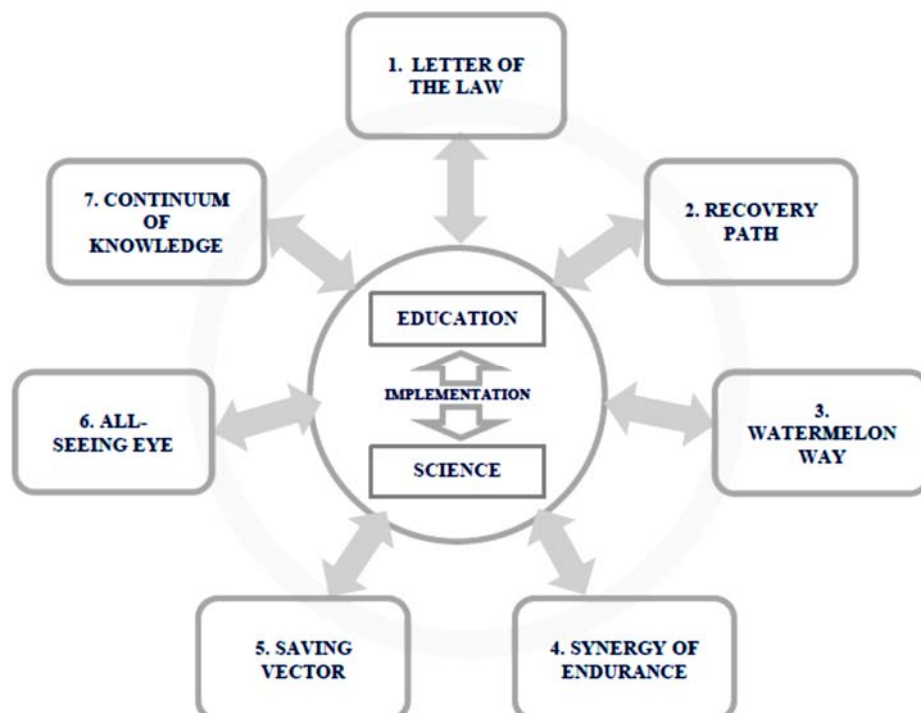 1. LETTER OF
THE LAW
2. RECOVERY
PATH
3.
WATERMELON
WAY
4. SYNERGY OF
ENDURANCE
5. SAVING
VECTOR
6. ALL-
SEEING EYE
7. CONTINUUM
OF
KNOWLEDGE
EDUCATION
IMPLEMENTATION
SCIENCE